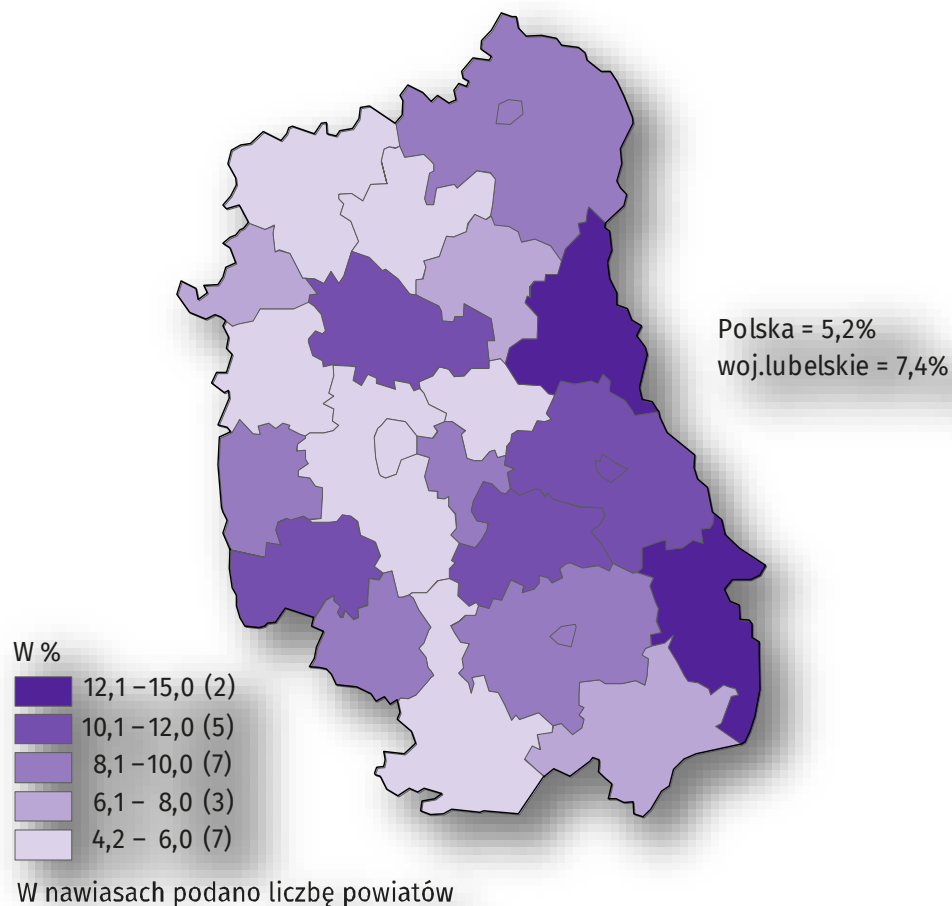 Polska = 5,2%
woj.lubelskie = 7,4%
W %
12,1 – 15,0 (2)
10,1 – 12,0 (5)
8,1 – 10,0 (7)
6,1 – 8,0 (3)
4,2 – 6,0 (7)
W nawiasach podano liczbę powiatów